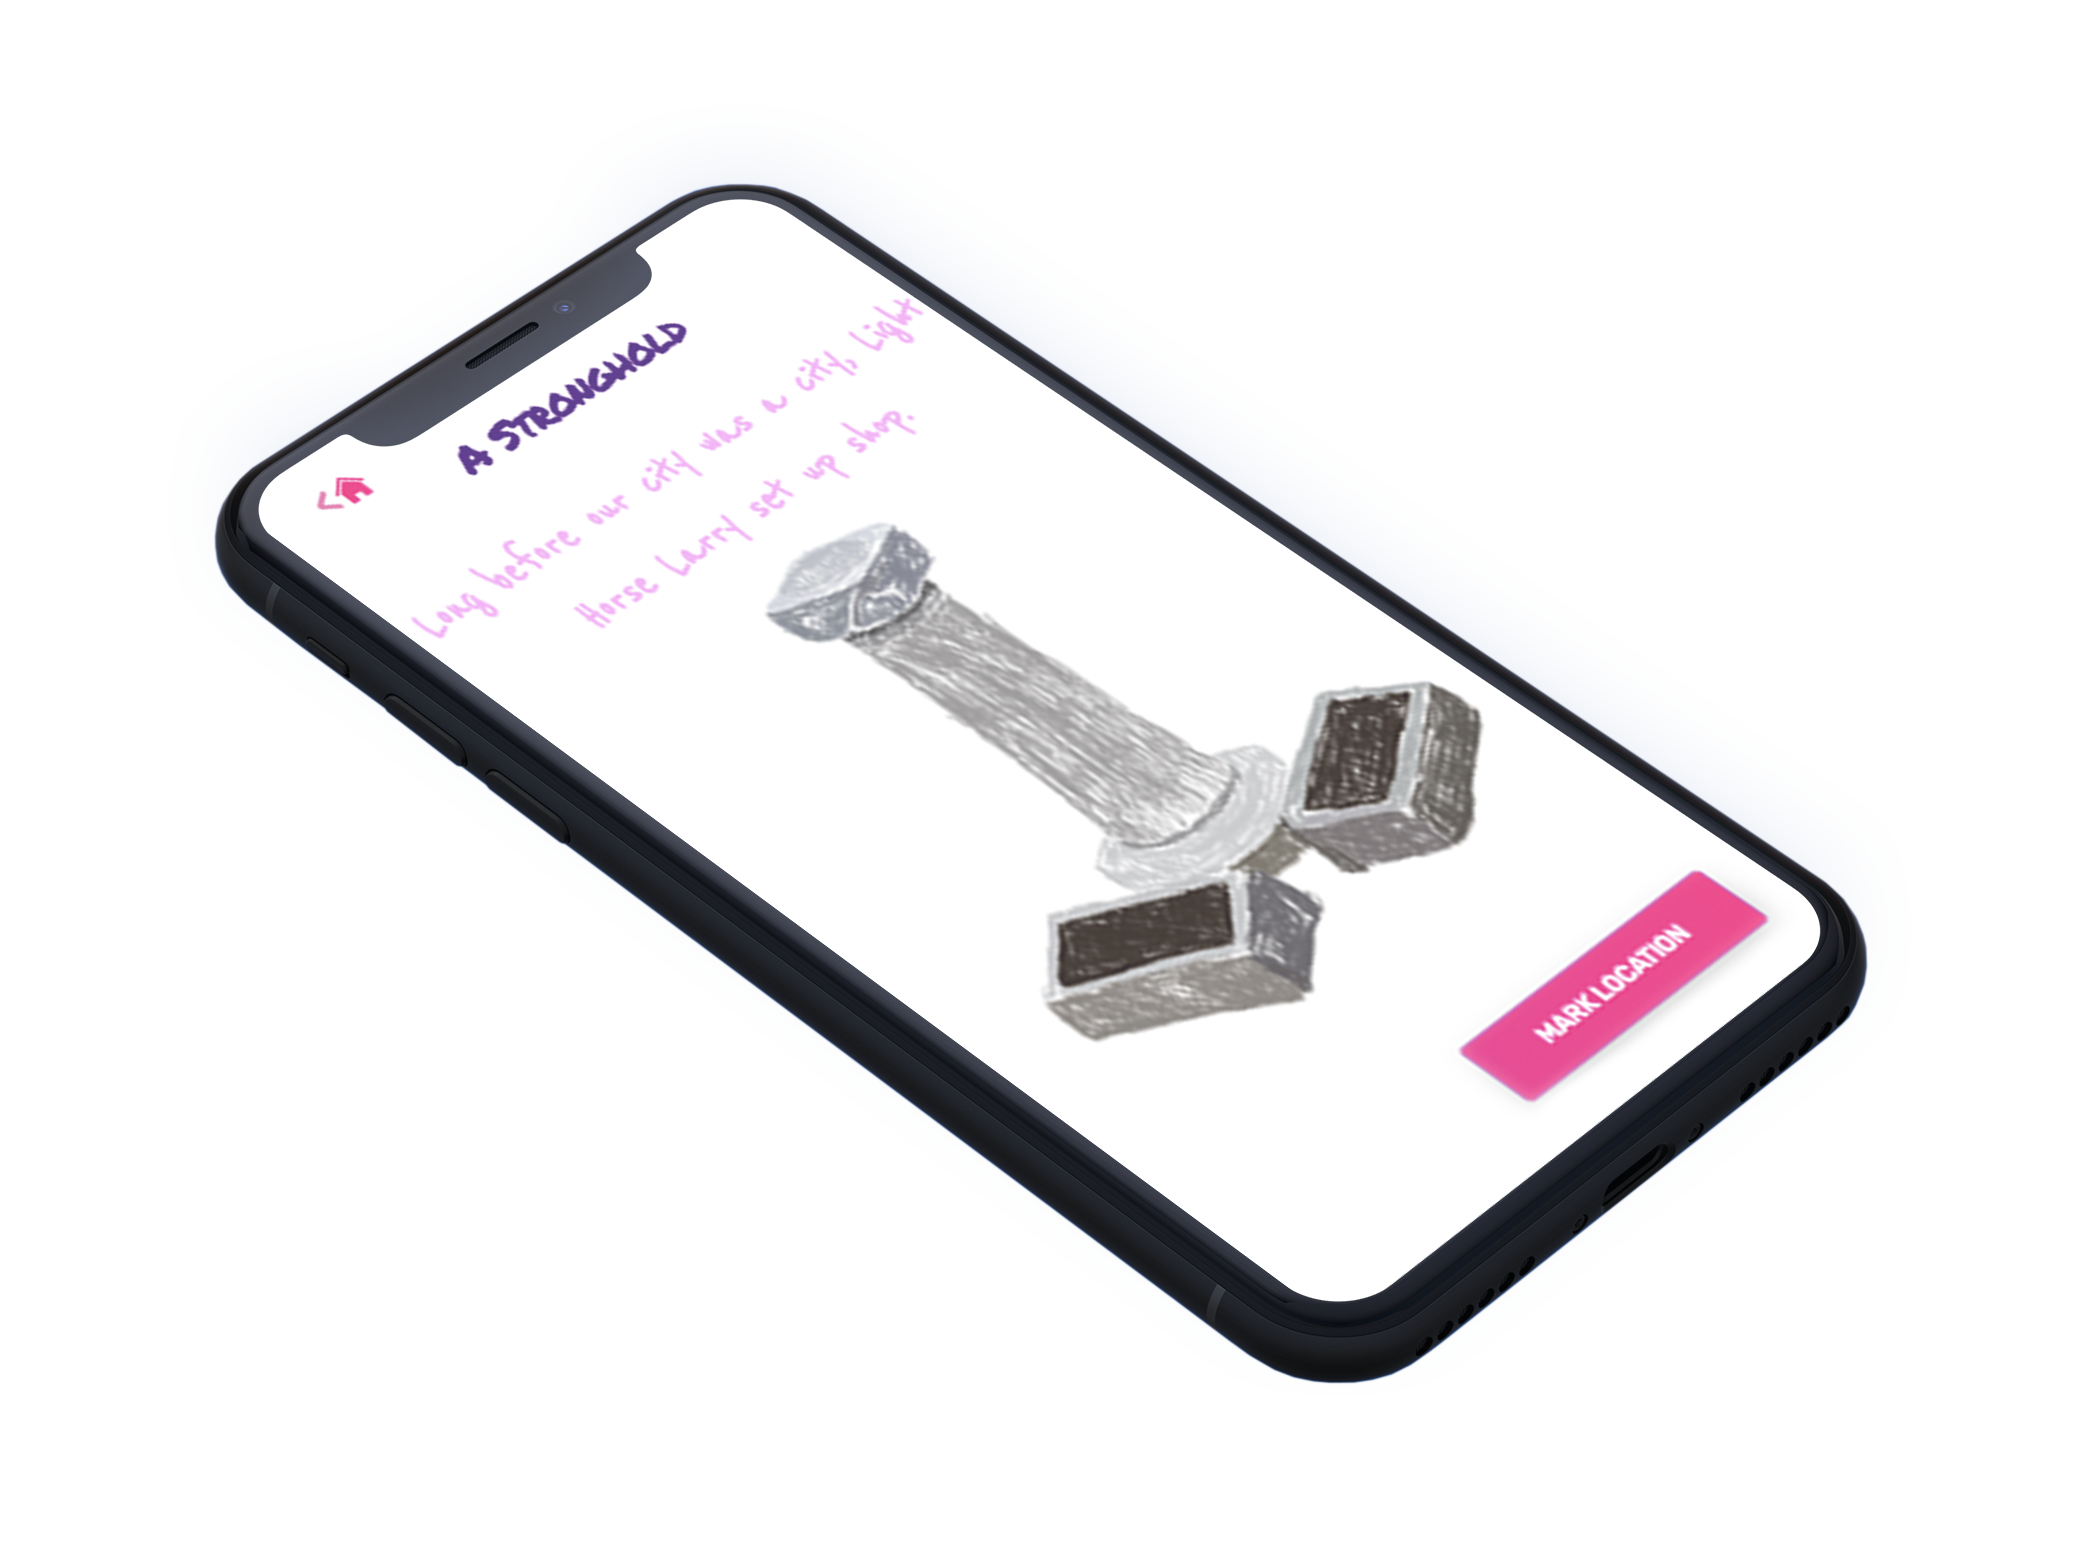 A STRONGHOLD
Long before our city was a city, Light
Horse Larry set up shop.
MARK LOCATION